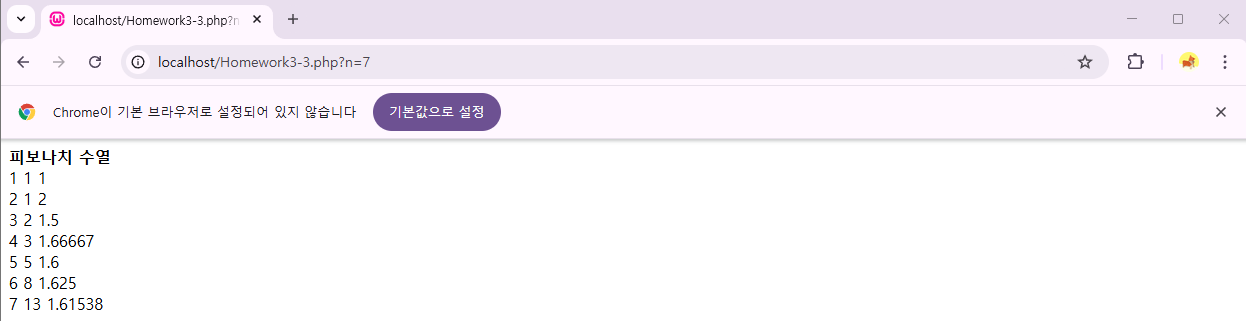 localhost/Homework3-3.php?n
localhost/Homework3-3.php?n=7
Chrome이 기본 브라우저로 설정되어 있지 않습니다 기본값으로 설정
피보나치 수열
1 1 1
2 1 2
3 2 1.5
4 3 1.66667
5 5 1.6
6 8 1.625
7 13 1.61538